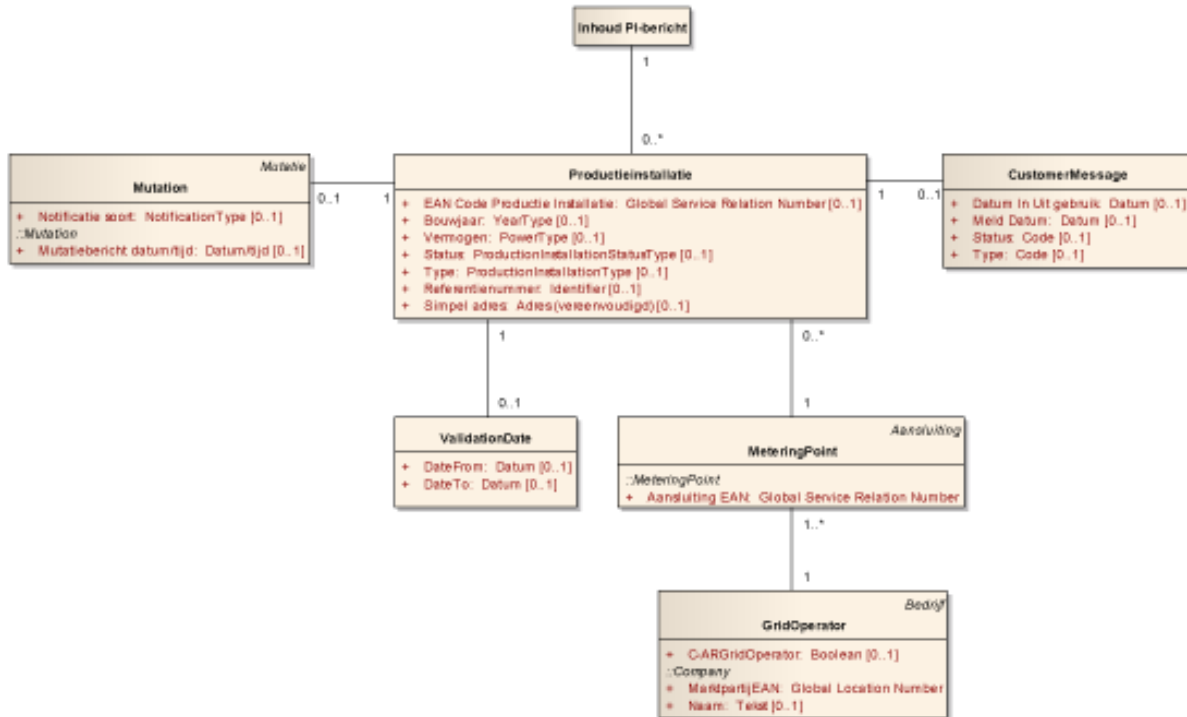 Inhoud PI-bericht
1
0..*
Mutatie
Mutation
+ Notificatie soort: NotificationType [0..1]
::Mutation
+ Mutatiebericht datum/tijd: Datum/tijd [0..1]
0..1
1
Productieinstallatie
+ EAN Code Productie Installatie: Global Service Relation Number [0..1]
+ Bouwjaar: YearType [0..1]
+ Vermogen: PowerType [0..1]
+ Status: ProductionInstallationStatusType [0..1]
+ Type: ProductionInstallationType [0..1]
+ Referentienummer: Identifier [0..1]
+ Simpel adres: Adres(vereenvoudigd) [0..1]
1
0..1
CustomerMessage
+ Datum In Uit gebruik: Datum [0..1]
+ Meld Datum: Datum [0..1]
+ Status: Code [0..1]
+ Type: Code [0..1]
1
0..1
0..*
1
ValidationDate
+ DateFrom: Datum [0..1]
+ DateTo: Datum [0..1]
Aansluiting
MeteringPoint
::MeteringPoint
+ Aansluiting EAN: Global Service Relation Number
1..*
1
Bedrijf
GridOperator
+ C-ARGridOperator: Boolean [0..1]
::Company
+ MarktpartijEAN: Global Location Number
+ Naam: Tekst [0..1]